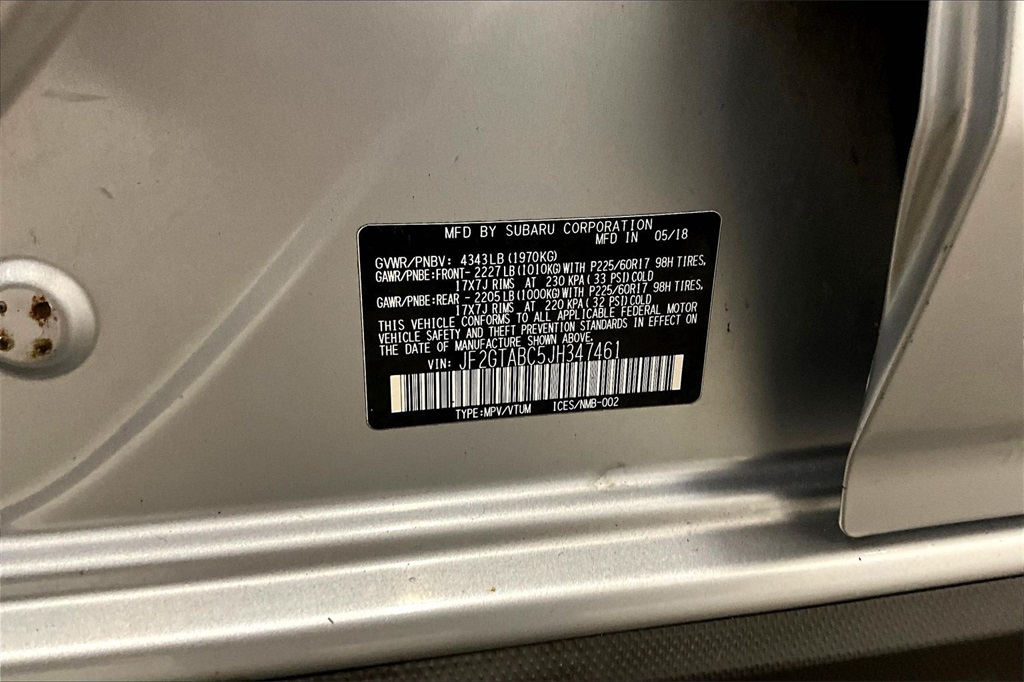 MFD BY SUBARU CORPORATION
MFD IN 05/18
GVWR/PNBV: 4343LB(1970KG)
GAWR/PNBE:FRONT- 2227LB(1010KG)WITH P225/60R17 98H TIRES,
17X7J RIMS AT 230 KPA(33 PSI)COLD
GAWR/PNBE:REAR - 2205LB(1000KG)WITH P225/60R17 98H TIRES,
17X7J RIMS AT 220 KPA(32 PSI)COLD
THIS VEHICLE CONFORMS TO ALL APPLICABLE FEDERAL MOTOR
VEHICLE SAFETY AND THEFT PREVENTION STANDARDS IN EFFECT ON
THE DATE OF MANUFACTURE SHOWN ABOVE.
VIN: JF2GTABC5JH347461
TYPE:MPV/VTUM ICES/NMB-002